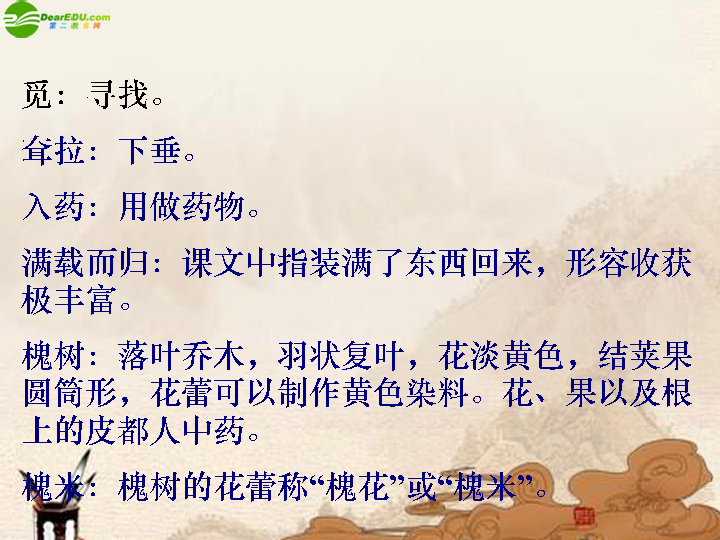 DearEDU.com
第二教育网
觅：寻找。
耷拉：下垂。
入药：用做药物。
满载而归：课文中指装满了东西回来，形容收获
极丰富。
槐树：落叶乔木，羽状复叶，花淡黄色，结荚果
圆筒形，花蕾可以制作黄色染料。花、果以及根
上的皮都人中药。
槐米：槐树的花蕾称“槐花”或“槐米”。